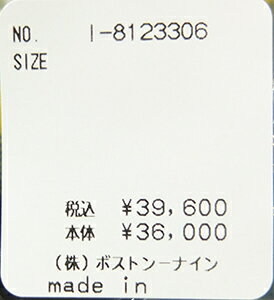 NO. I-8123306
SIZE
税込 ¥39,600
本体 ¥36,000
(株)ボストンーナイン
made in